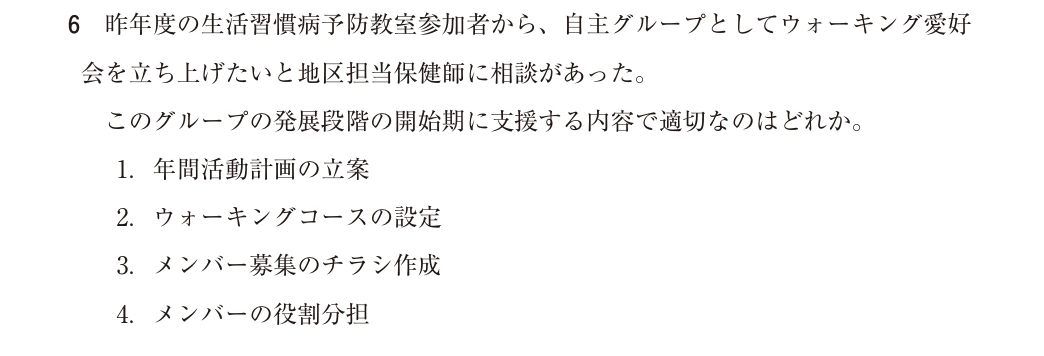 6 昨年度の生活習慣病予防教室参加者から、自主グループとしてウォーキング愛好
会を立ち上げたいと地区担当保健師に相談があった。
このグループの発展段階の開始期に支援する内容で適切なのはどれか。
1. 年間活動計画の立案
2. ウォーキングコースの設定
3. メンバー募集のチラシ作成
4. メンバーの役割分担